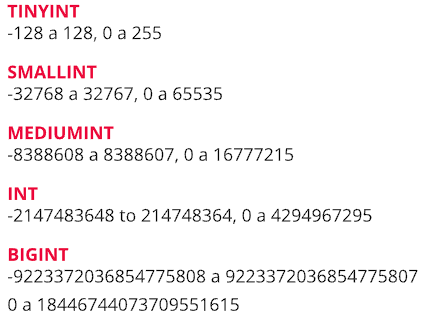 TINYINT
-128 a 128, 0 a 255
SMALLINT
-32768 a 32767, 0 a 65535
MEDIUMINT
-8388608 a 8388607, 0 a 16777215
INT
-2147483648 to 214748364, 0 a 4294967295
BIGINT
-9223372036854775808 a 9223372036854775807
0 a 18446744073709551615